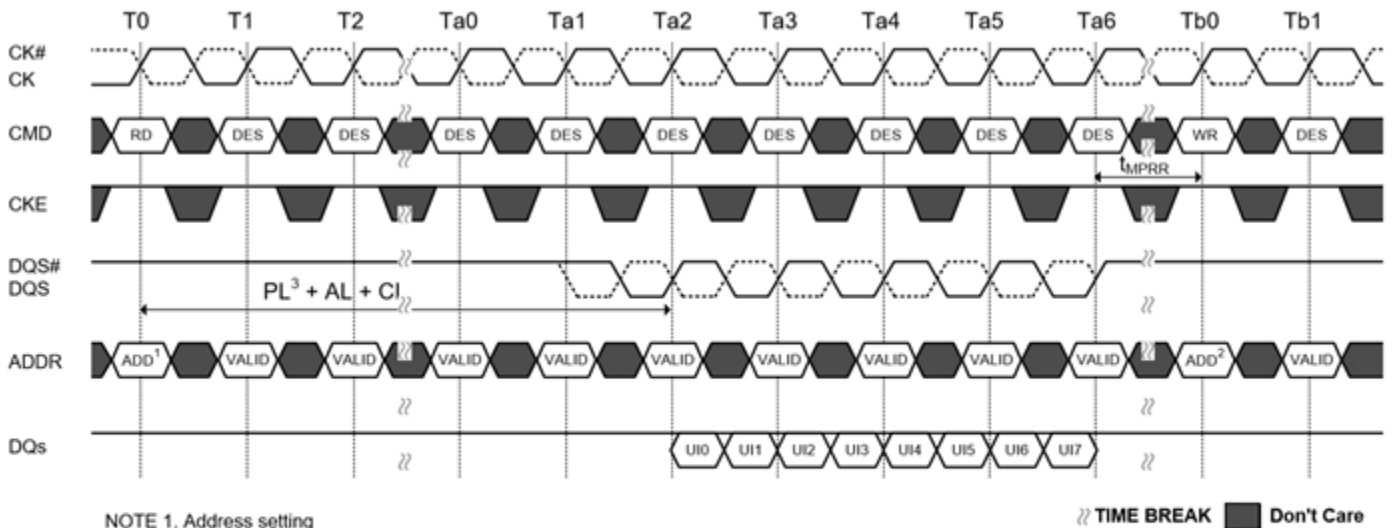 T0 T1 T2 Ta0 Ta1 Ta2 Ta3 Ta4 Ta5 Ta6 Tb0 Tb1
CK#
CK
CMD RD DES DES DES DES DES DES DES DES DES WR DES
tMPRR
CKE
DQS#
DQS
PL³ + AL + CL
ADDR ADD¹ VALID VALID VALID VALID VALID VALID VALID VALID VALID ADD² VALID
DQs UI0 UI1 UI2 UI3 UI4 UI5 UI6 UI7
NOTE 1. Address setting
TIME BREAK Don't Care